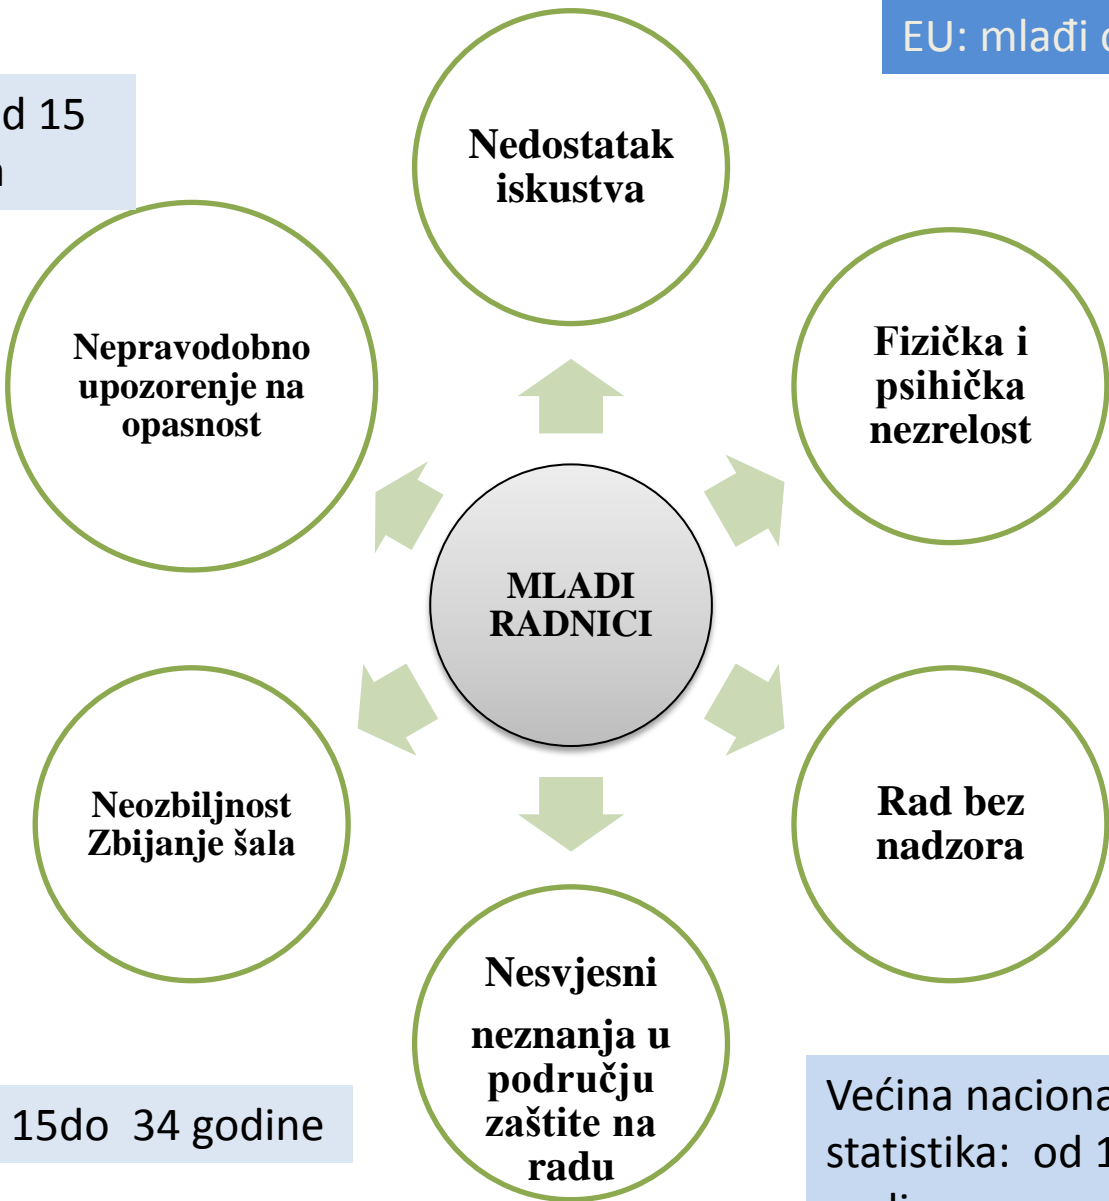 EU: mlađi
d 15
Nedostatak
iskustva
Nepravodobno
upozorenje na
opasnost
Fizička i
psihička
nezrelost
MLADI
RADNICI
Neozbiljnost
Zbijanje šala
Rad bez
nadzora
Nesvjesni
neznanja u
području
zaštite na
radu
15do 34 godine
Većina
statistika: od 1